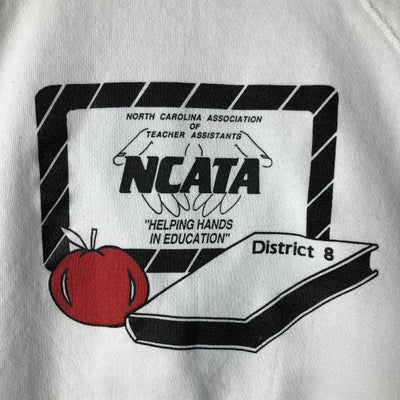 NORTH CAROLINA ASSOCIATION
OF
TEACHER ASSISTANTS
NCATA
"HELPING HANDS
IN EDUCATION"
District 8